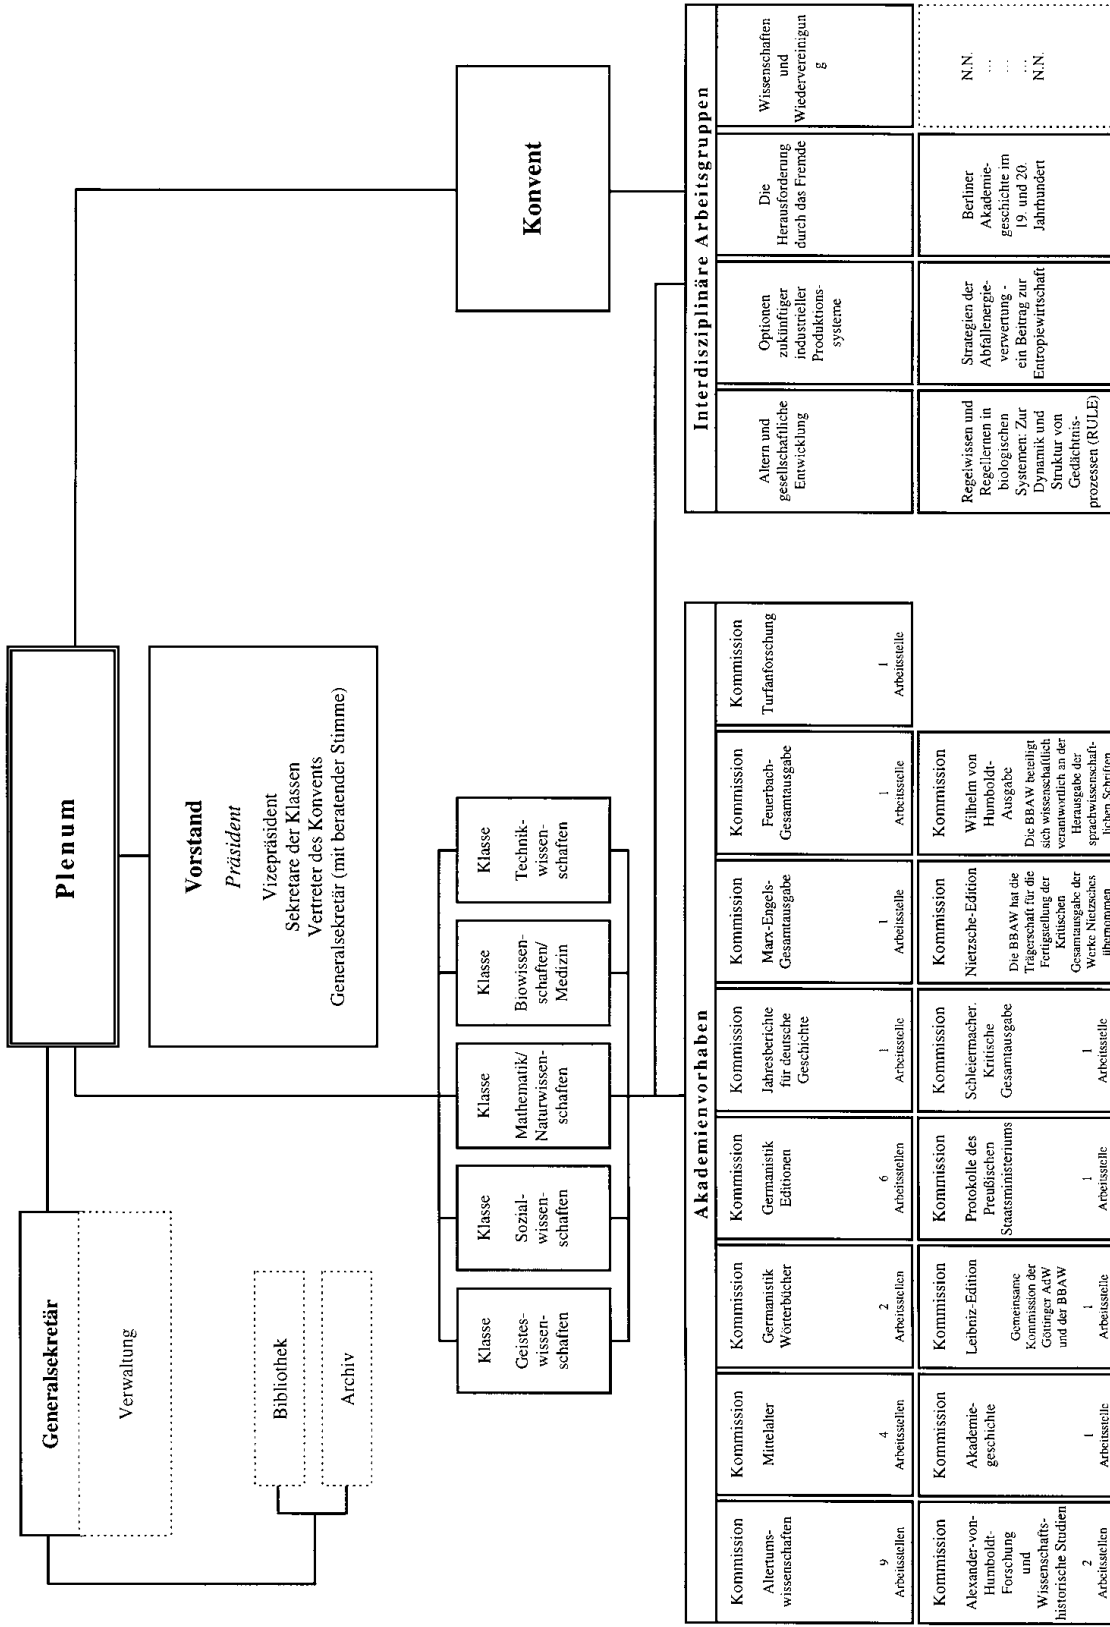 Plenum
Generalsekretär
Verwaltung
Bibliothek
Archiv
Vorstand
Präsident
Vizepräsident
Sekretare der Klassen
Vertreter des Konvents
Generalsekretär (mit beratender Stimme)
Konvent
Klasse
Geistes-
wissen-
schaften
Klasse
Sozial-
wissen-
schaften
Klasse
Mathematik/
Naturwissen-
schaften
Klasse
Biowissen-
schaften/
Medizin
Klasse
Technik-
wissen-
schaften
Akademienvorhaben
Kommission
Altertums-
wissenschaften
9
Arbeitsstellen
Kommission
Mittelalter
4
Arbeitsstellen
Kommission
Germanistik
Wörterbücher
2
Arbeitsstellen
Kommission
Germanistik
Editionen
6
Arbeitsstellen
Kommission
Jahresberichte
für deutsche
Geschichte
1
Arbeitsstelle
Kommission
Marx-Engels-
Gesamtausgabe
1
Arbeitsstelle
Kommission
Feuerbach-
Gesamtausgabe
1
Arbeitsstelle
Kommission
Turfanforschung
1
Arbeitsstelle
Kommission
Alexander-von-
Humboldt-
Forschung
und
Wissenschafts-
historische Studien
2
Arbeitsstellen
Kommission
Akademie-
geschichte
1
Arbeitsstelle
Kommission
Leibniz-Edition
Gemeinsame
Kommission der
Göttinger AdW
und der BBAW
1
Arbeitsstelle
Kommission
Protokolle des
Preußischen
Staatsministeriums
1
Arbeitsstelle
Kommission
Schleiermacher.
Kritische
Gesamtausgabe
1
Arbeitsstelle
Kommission
Nietzsche-Edition
Die BBAW hat die
Trägerschaft für die
Fertigstellung der
Kritischen
Gesamtausgabe der
Werke Nietzsches
übernommen
Kommission
Wilhelm von
Humboldt-
Ausgabe
Die BBAW beteiligt
sich wissenschaftlich
verantwortlich an der
Herausgabe der
sprachwissenschaft-
lichen Schriften
Interdisziplinäre Arbeitsgruppen
Altern und
gesellschaftliche
Entwicklung
Optionen
zukünftiger
industrieller
Produktions-
systeme
Die
Herausforderung
durch das Fremde
Wissenschaften
und
Wiedervereinigun
g
Regelwissen und
Regellernen in
biologischen
Systemen: Zur
Dynamik und
Struktur von
Gedächtnis-
prozessen (RULE)
Strategien der
Abfallenergie-
verwertung -
ein Beitrag zur
Entropiewirtschaft
Berliner
Akademie-
geschichte im
19. und 20.
Jahrhundert
N.N.
...
...
...
N.N.